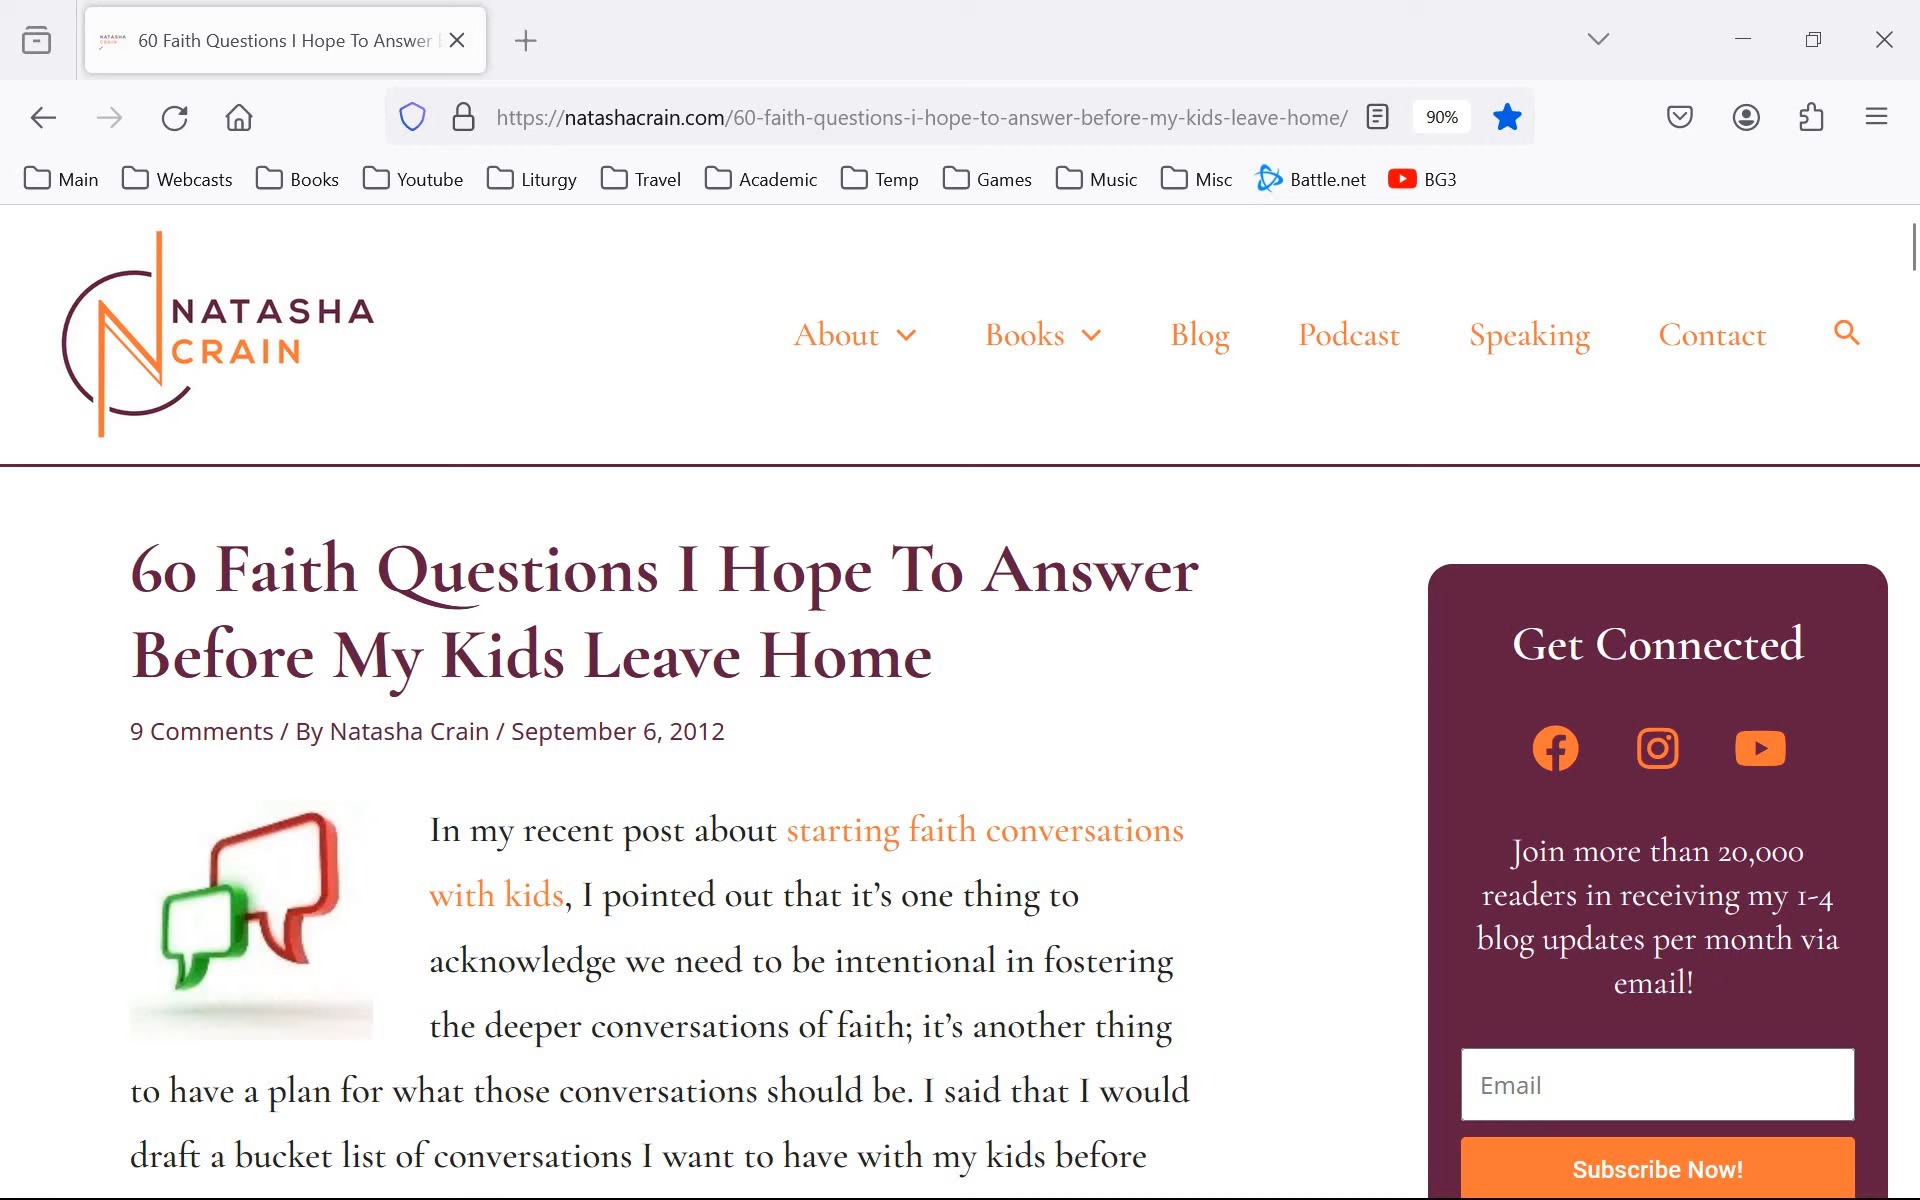 NATASHA CRAIN
60 Faith Questions I Hope To Answer
https://natashacrain.com/60-faith-questions-i-hope-to-answer-before-my-kids-leave-home/
90%
Main Webcasts Books Youtube Liturgy Travel Academic Temp Games Music Misc Battle.net BG3
NATASHA
CRAIN
About Books Blog Podcast Speaking Contact
60 Faith Questions I Hope To Answer
Before My Kids Leave Home
9 Comments / By Natasha Crain / September 6, 2012
In my recent post about starting faith conversations
with kids, I pointed out that it’s one thing to
acknowledge we need to be intentional in fostering
the deeper conversations of faith; it’s another thing
to have a plan for what those conversations should be. I said that I would
draft a bucket list of conversations I want to have with my kids before
Get Connected
Join more than 20,000
readers in receiving my 1-4
blog updates per month via
email!
Email
Subscribe Now!